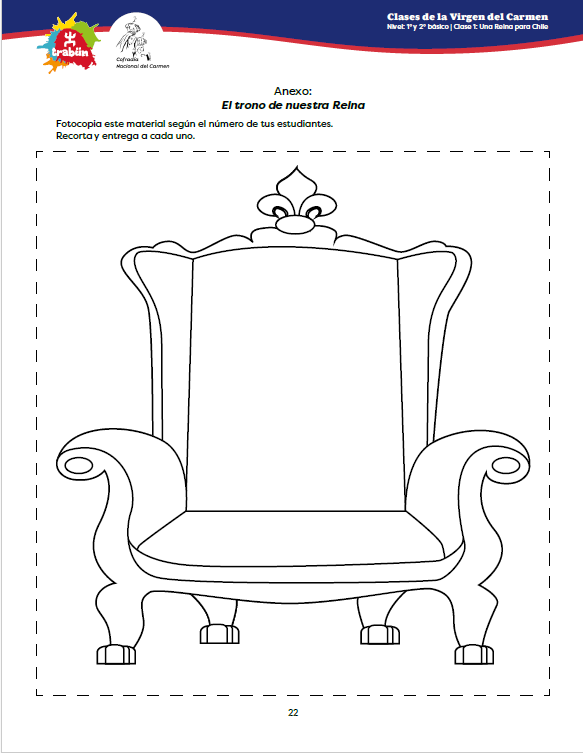 Clases de la Virgen del Carmen
Nivel: 1º y 2º básico | Clase 1: Una Reina para Chile
trabün
Cofradía
Nacional del Carmen
Anexo:
El trono de nuestra Reina
Fotocopia este material según el número de tus estudiantes.
Recorta y entrega a cada uno.
22